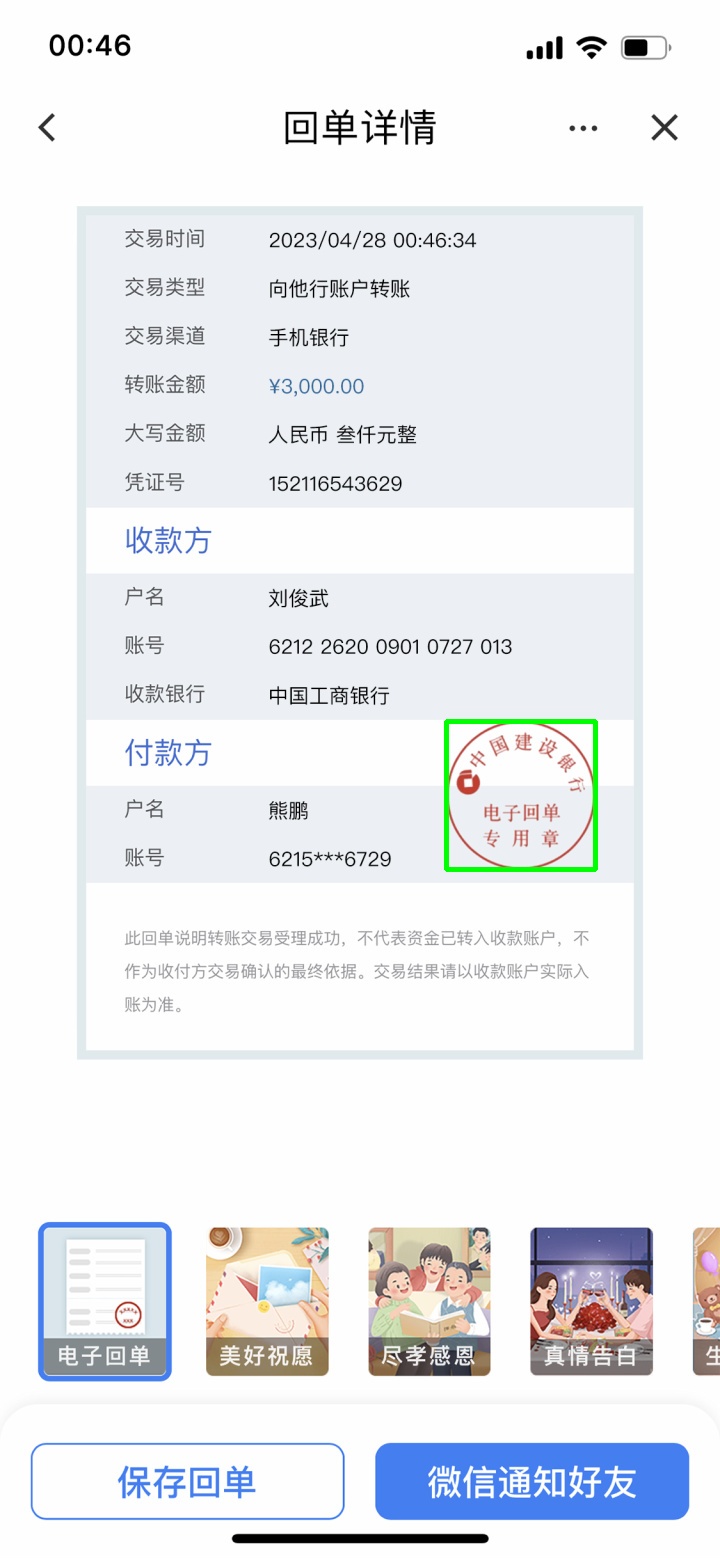 00:46
回单详情
交易时间 2023/04/28 00:46:34
交易类型 向他行账户转账
交易渠道 手机银行
转账金额 ¥3,000.00
大写金额 人民币 叁仟元整
凭证号 152116543629
收款方
户名 刘俊武
账号 6212 2620 0901 0727 013
收款银行 中国工商银行
付款方
户名 熊鹏
账号 6215***6729
中国建设银行
电子回单
专用章
此回单说明转账交易受理成功，不代表资金已转入收款账户，不
作为收付方交易确认的最终依据。交易结果请以收款账户实际入
账为准。
电子回单 美好祝愿 尽孝感恩 真情告白
保存回单 微信通知好友